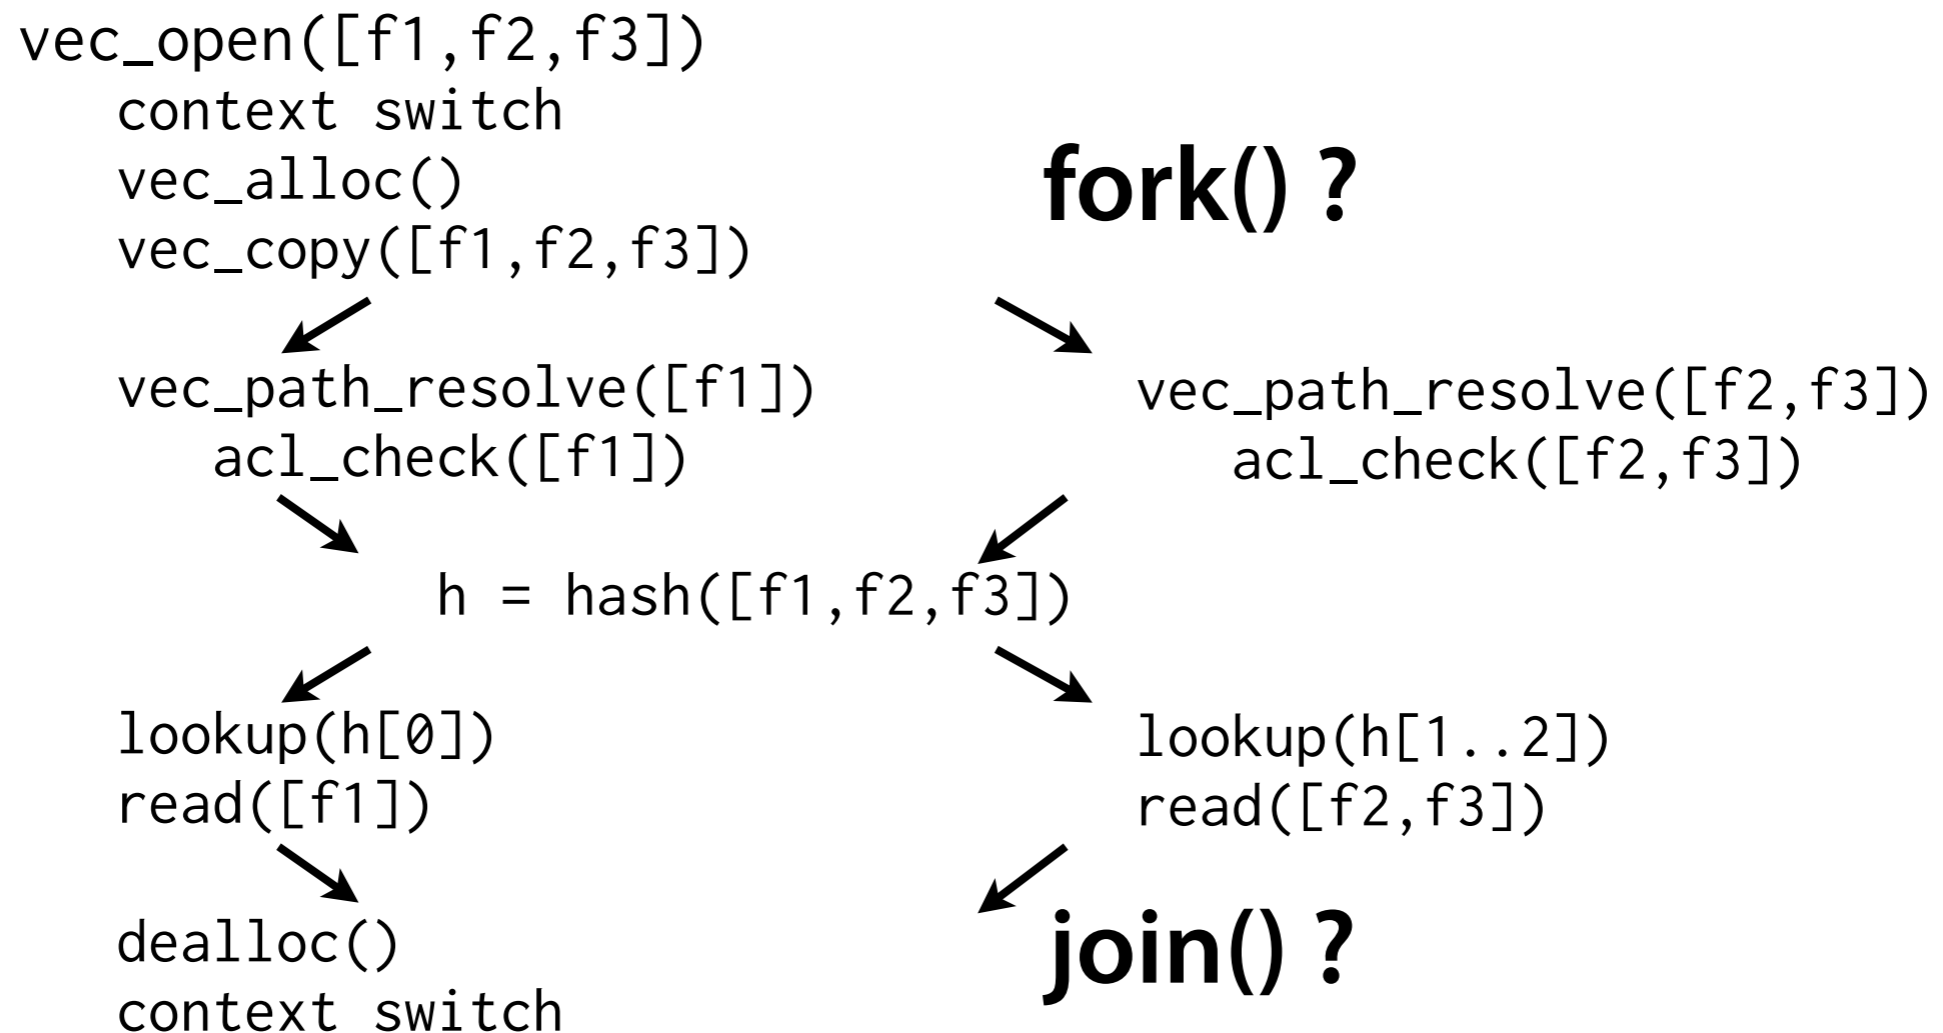 vec_open([f1,f2,f3])
context switch
vec_alloc()
fork() ?
vec_copy([f1,f2,f3])
vec_path_resolve([f1])
acl_check([f1])
vec_path_resolve([f2,f3])
acl_check([f2,f3])
h = hash([f1,f2,f3])
lookup(h[0])
read([f1])
lookup(h[1..2])
read([f2,f3])
dealloc()
join() ?
context switch